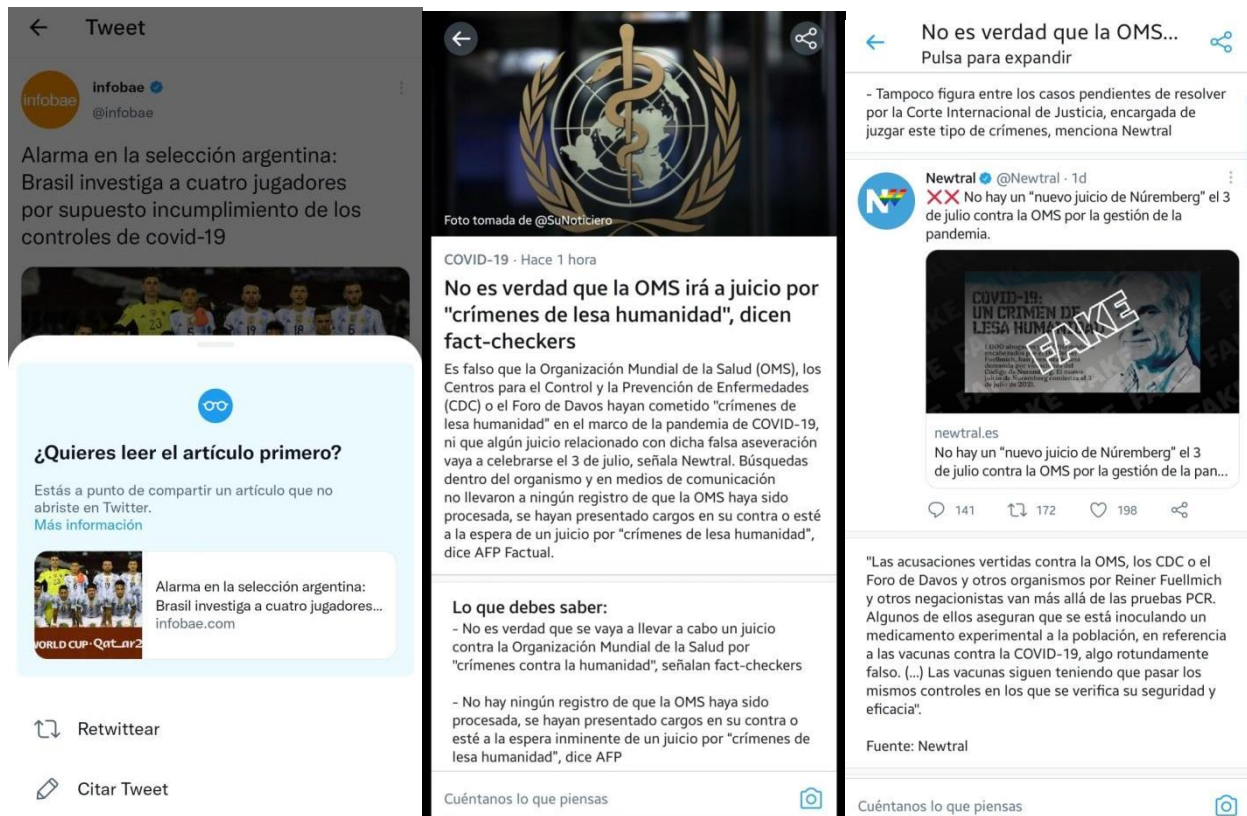 Tweet
infobae
infobae
@infobae
Alarma en la selección argentina:
Brasil investiga a cuatro jugadores
por supuesto incumplimiento de los
controles de covid-19
23
5
19
18
¿Quieres leer el artículo primero?
Estás a punto de compartir un artículo que no
abriste en Twitter.
Más información
Alarma en la selección argentina:
Brasil investiga a cuatro jugadores...
infobae.com
WORLD CUP·Qat_ar2
Retwittear
Citar Tweet
Foto tomada de @SuNoticiero
COVID-19 · Hace 1 hora
No es verdad que la OMS irá a juicio por
"crímenes de lesa humanidad", dicen
fact-checkers
Es falso que la Organización Mundial de la Salud (OMS), los
Centros para el Control y la Prevención de Enfermedades
(CDC) o el Foro de Davos hayan cometido "crímenes de
lesa humanidad" en el marco de la pandemia de COVID-19,
ni que algún juicio relacionado con dicha falsa aseveración
vaya a celebrarse el 3 de julio, señala Newtral. Búsquedas
dentro del organismo y en medios de comunicación
no llevaron a ningún registro de que la OMS haya sido
procesada, se hayan presentado cargos en su contra o esté
a la espera de un juicio por "crímenes de lesa humanidad",
dice AFP Factual.
Lo que debes saber:
- No es verdad que se vaya a llevar a cabo un juicio
contra la Organización Mundial de la Salud por
"crímenes contra la humanidad", señalan fact-checkers
- No hay ningún registro de que la OMS haya sido
procesada, se hayan presentado cargos en su contra o
esté a la espera inminente de un juicio por "crímenes de
lesa humanidad", dice AFP
Cuéntanos lo que piensas
No es verdad que la OMS...
Pulsa para expandir
- Tampoco figura entre los casos pendientes de resolver
por la Corte Internacional de Justicia, encargada de
juzgar este tipo de crímenes, menciona Newtral
N
Newtral @Newtral · 1d
❌❌ No hay un "nuevo juicio de Núremberg" el 3
de julio contra la OMS por la gestión de la
pandemia.
COVID-19:
UN CRIMEN DE
LESA HUMANIDAD
FAKE
newtral.es
No hay un "nuevo juicio de Núremberg" el 3
de julio contra la OMS por la gestión de la pan...
141 172 198
"Las acusaciones vertidas contra la OMS, los CDC o el
Foro de Davos y otros organismos por Reiner Fuellmich
y otros negacionistas van más allá de las pruebas PCR.
Algunos de ellos aseguran que se está inoculando un
medicamento experimental a la población, en referencia
a las vacunas contra la COVID-19, algo rotundamente
falso. (...) Las vacunas siguen teniendo que pasar los
mismos controles en los que se verifica su seguridad y
eficacia".
Fuente: Newtral
Cuéntanos lo que piensas